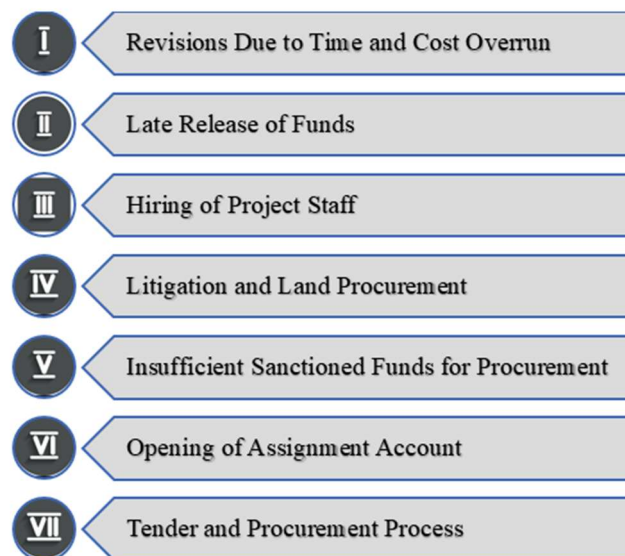 I Revisions Due to Time and Cost Overrun
II Late Release of Funds
III Hiring of Project Staff
IV Litigation and Land Procurement
V Insufficient Sanctioned Funds for Procurement
VI Opening of Assignment Account
VII Tender and Procurement Process